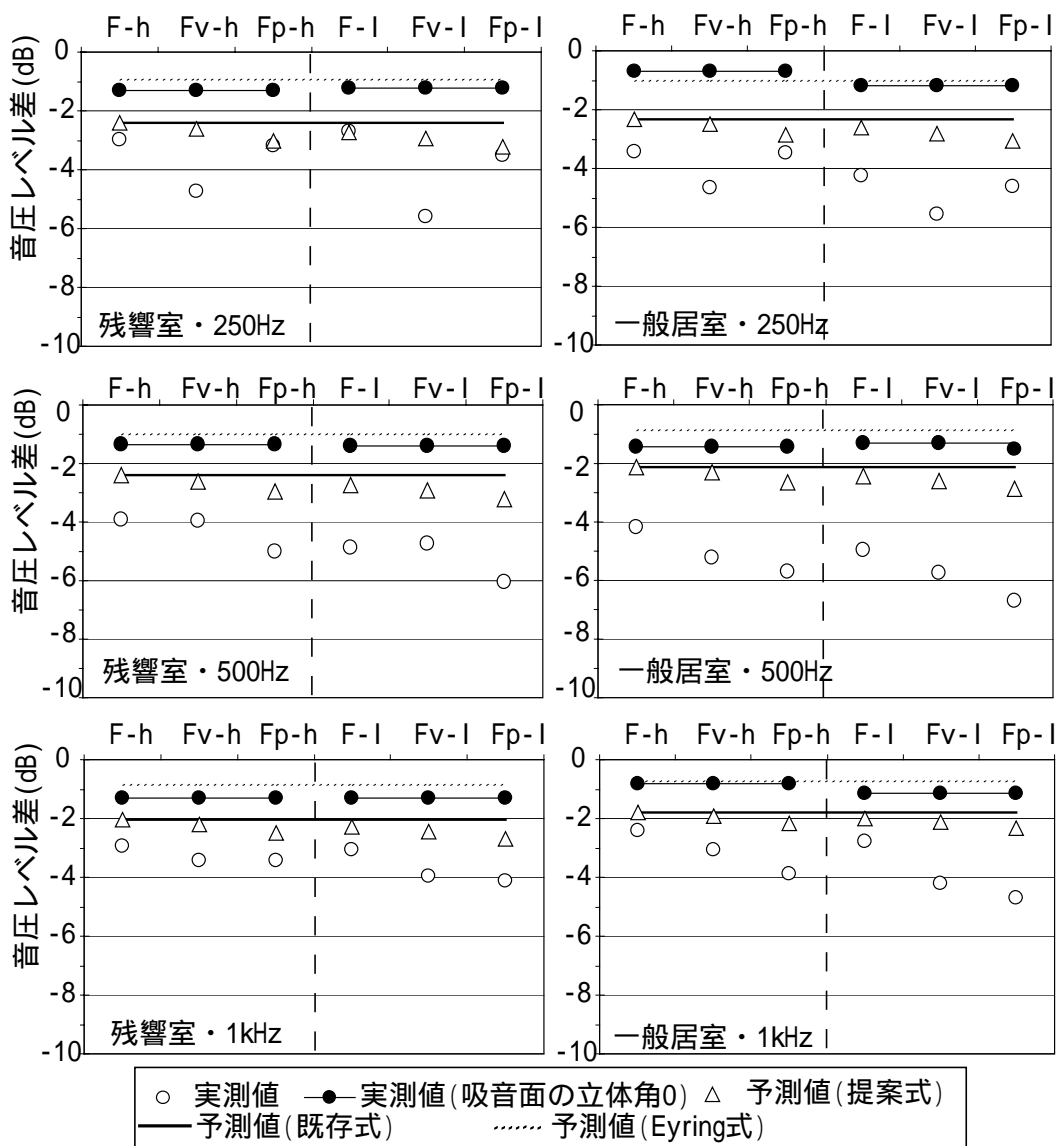 F-h Fv-h Fp-h F-l Fv-l Fp-l
音圧レベル差(dB)
0
-2
-4
-6
-8
-10
残響室・250Hz
F-h Fv-h Fp-h F-l Fv-l Fp-l
0
-2
-4
-6
-8
-10
一般居室・250Hz
F-h Fv-h Fp-h F-l Fv-l Fp-l
音圧レベル差(dB)
0
-2
-4
-6
-8
-10
残響室・500Hz
F-h Fv-h Fp-h F-l Fv-l Fp-l
0
-2
-4
-6
-8
-10
一般居室・500Hz
F-h Fv-h Fp-h F-l Fv-l Fp-l
音圧レベル差(dB)
0
-2
-4
-6
-8
-10
残響室・1kHz
F-h Fv-h Fp-h F-l Fv-l Fp-l
0
-2
-4
-6
-8
-10
一般居室・1kHz
実測値 実測値(吸音面の立体角0) 予測値(提案式)
予測値(既存式) 予測値(Eyring式)